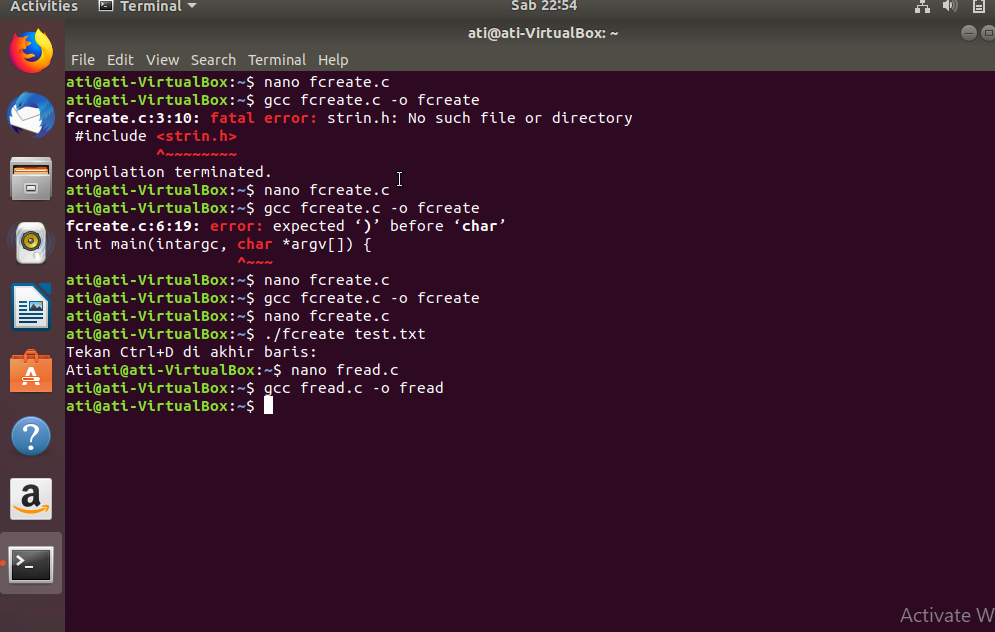 Activities Terminal Sab 22:54
ati@ati-VirtualBox: ~
File Edit View Search Terminal Help
ati@ati-VirtualBox:~$ nano fcreate.c
ati@ati-VirtualBox:~$ gcc fcreate.c -o fcreate
fcreate.c:3:10: fatal error: strin.h: No such file or directory
#include <strin.h>
^~~~~~~~~
compilation terminated.
ati@ati-VirtualBox:~$ nano fcreate.c
ati@ati-VirtualBox:~$ gcc fcreate.c -o fcreate
fcreate.c:6:19: error: expected ‘)’ before ‘char’
int main(intargc, char *argv[]) {
^~~~
ati@ati-VirtualBox:~$ nano fcreate.c
ati@ati-VirtualBox:~$ gcc fcreate.c -o fcreate
ati@ati-VirtualBox:~$ nano fcreate.c
ati@ati-VirtualBox:~$ ./fcreate test.txt
Tekan Ctrl+D di akhir baris:
Atiati@ati-VirtualBox:~$ nano fread.c
ati@ati-VirtualBox:~$ gcc fread.c -o fread
ati@ati-VirtualBox:~$
Activate W